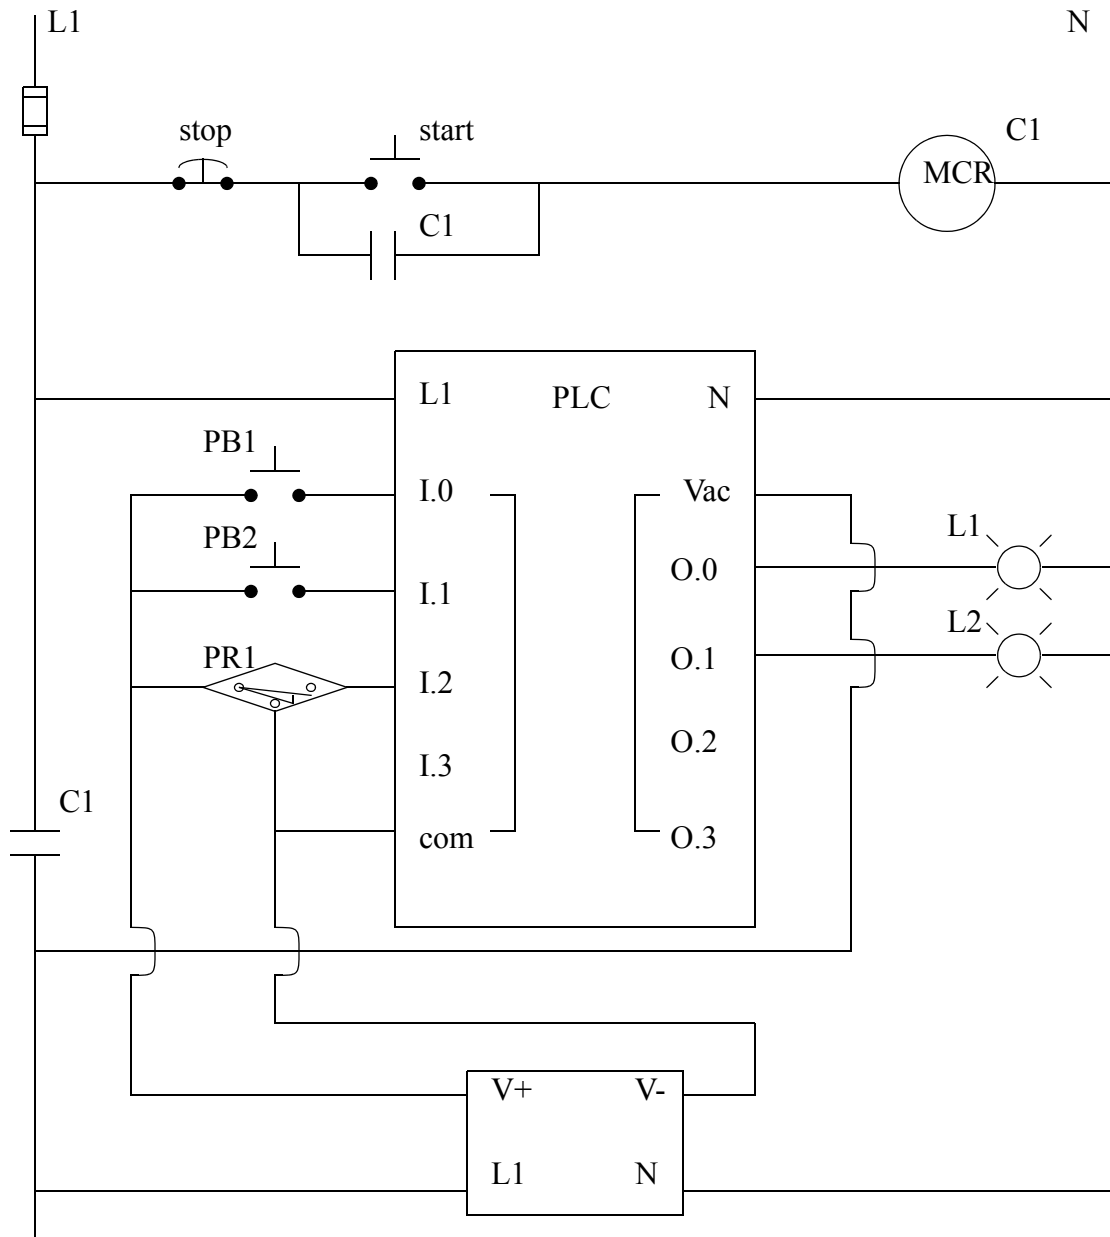 L1 N
stop start C1
MCR
C1
L1 PLC N
PB1
I.0 Vac
PB2 L1
I.1 O.0
L2
PR1 I.2 O.1
I.3 O.2
C1
com O.3
V+ V-
L1 N